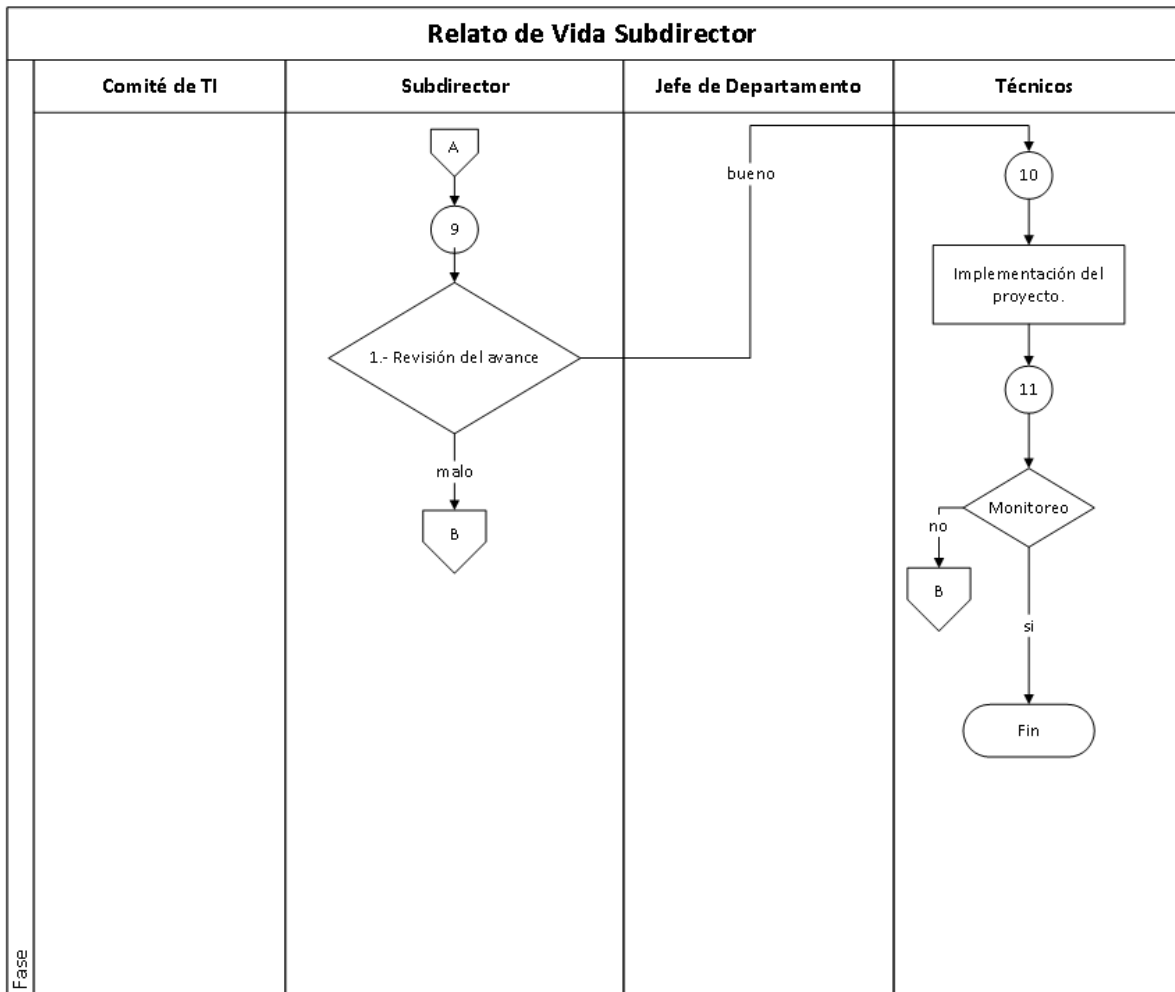 Relato de Vida Subdirector
Comité de TI
Subdirector
Jefe de Departamento
Técnicos
A
9
1.- Revisión del avance
malo
B
bueno
10
Implementación del
proyecto.
11
Monitoreo
no
B
si
Fin
Fase